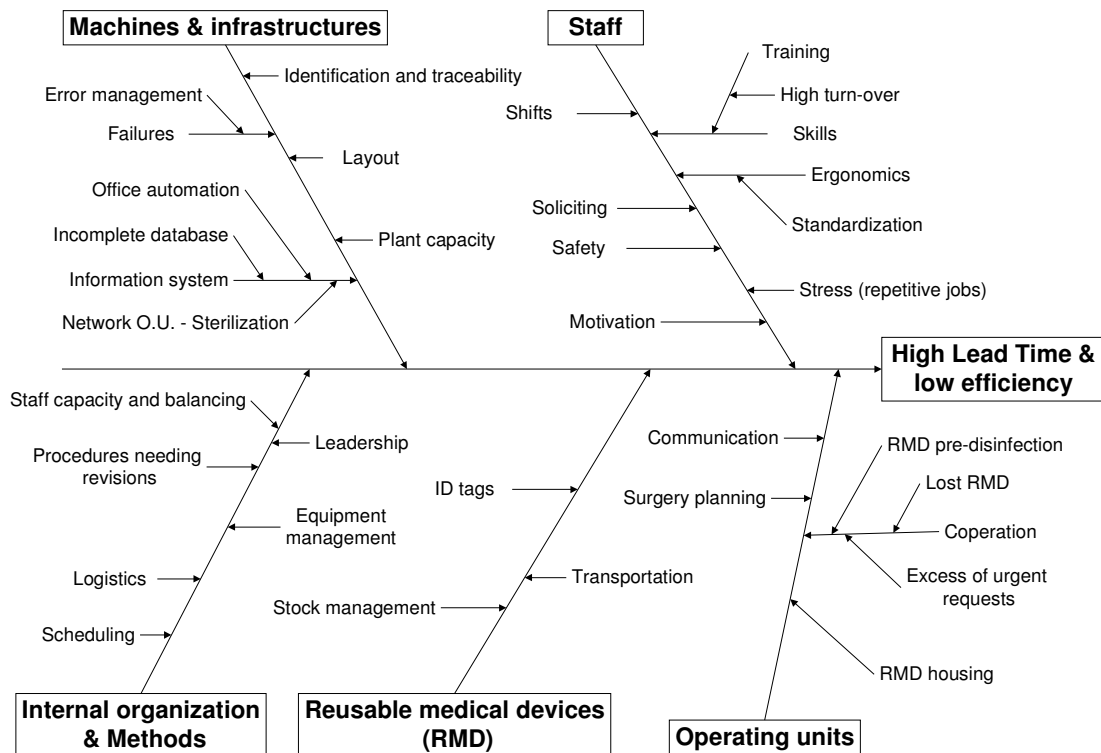 Machines & infrastructures
Staff
Identification and traceability
Training
Error management
High turn-over
Shifts
Failures
Skills
Layout
Ergonomics
Office automation
Soliciting
Standardization
Incomplete database
Plant capacity
Safety
Information system
Stress (repetitive jobs)
Network O.U. - Sterilization
Motivation
High Lead Time &
low efficiency
Staff capacity and balancing
Leadership
Communication
RMD pre-disinfection
Procedures needing
revisions
ID tags
Surgery planning
Lost RMD
Equipment
management
Coperation
Logistics
Transportation
Excess of urgent
requests
Stock management
Scheduling
RMD housing
Internal organization
& Methods
Reusable medical devices
(RMD)
Operating units